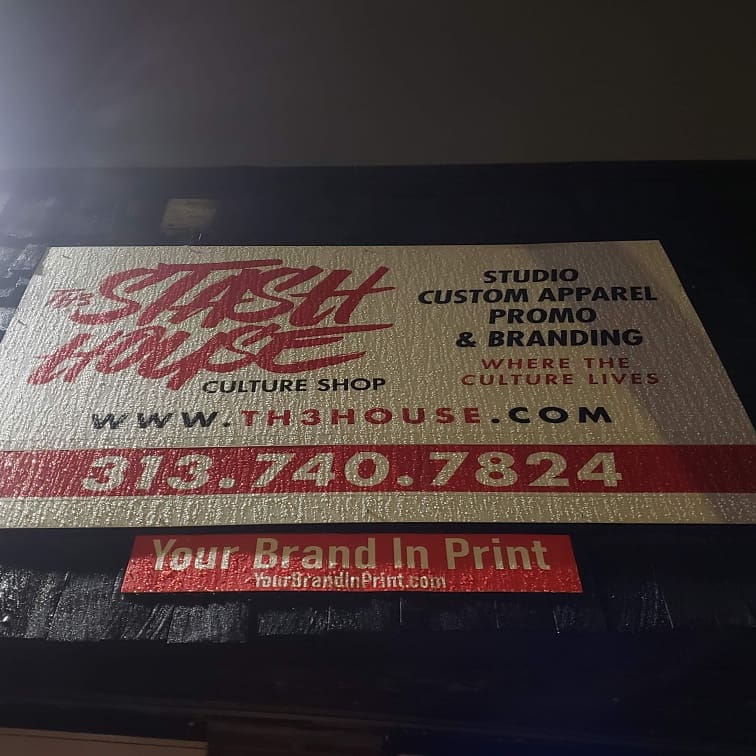 TH3 STASH
HOUSE
CULTURE SHOP
STUDIO
CUSTOM APPAREL
PROMO
& BRANDING
WHERE THE
CULTURE LIVES
WWW.TH3HOUSE.COM
313.740.7824
Your Brand In Print
YourBrandInPrint.com